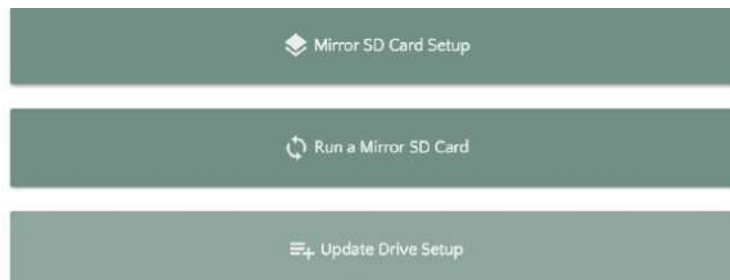 Mirror SD Card Setup
Run a Mirror SD Card
Update Drive Setup